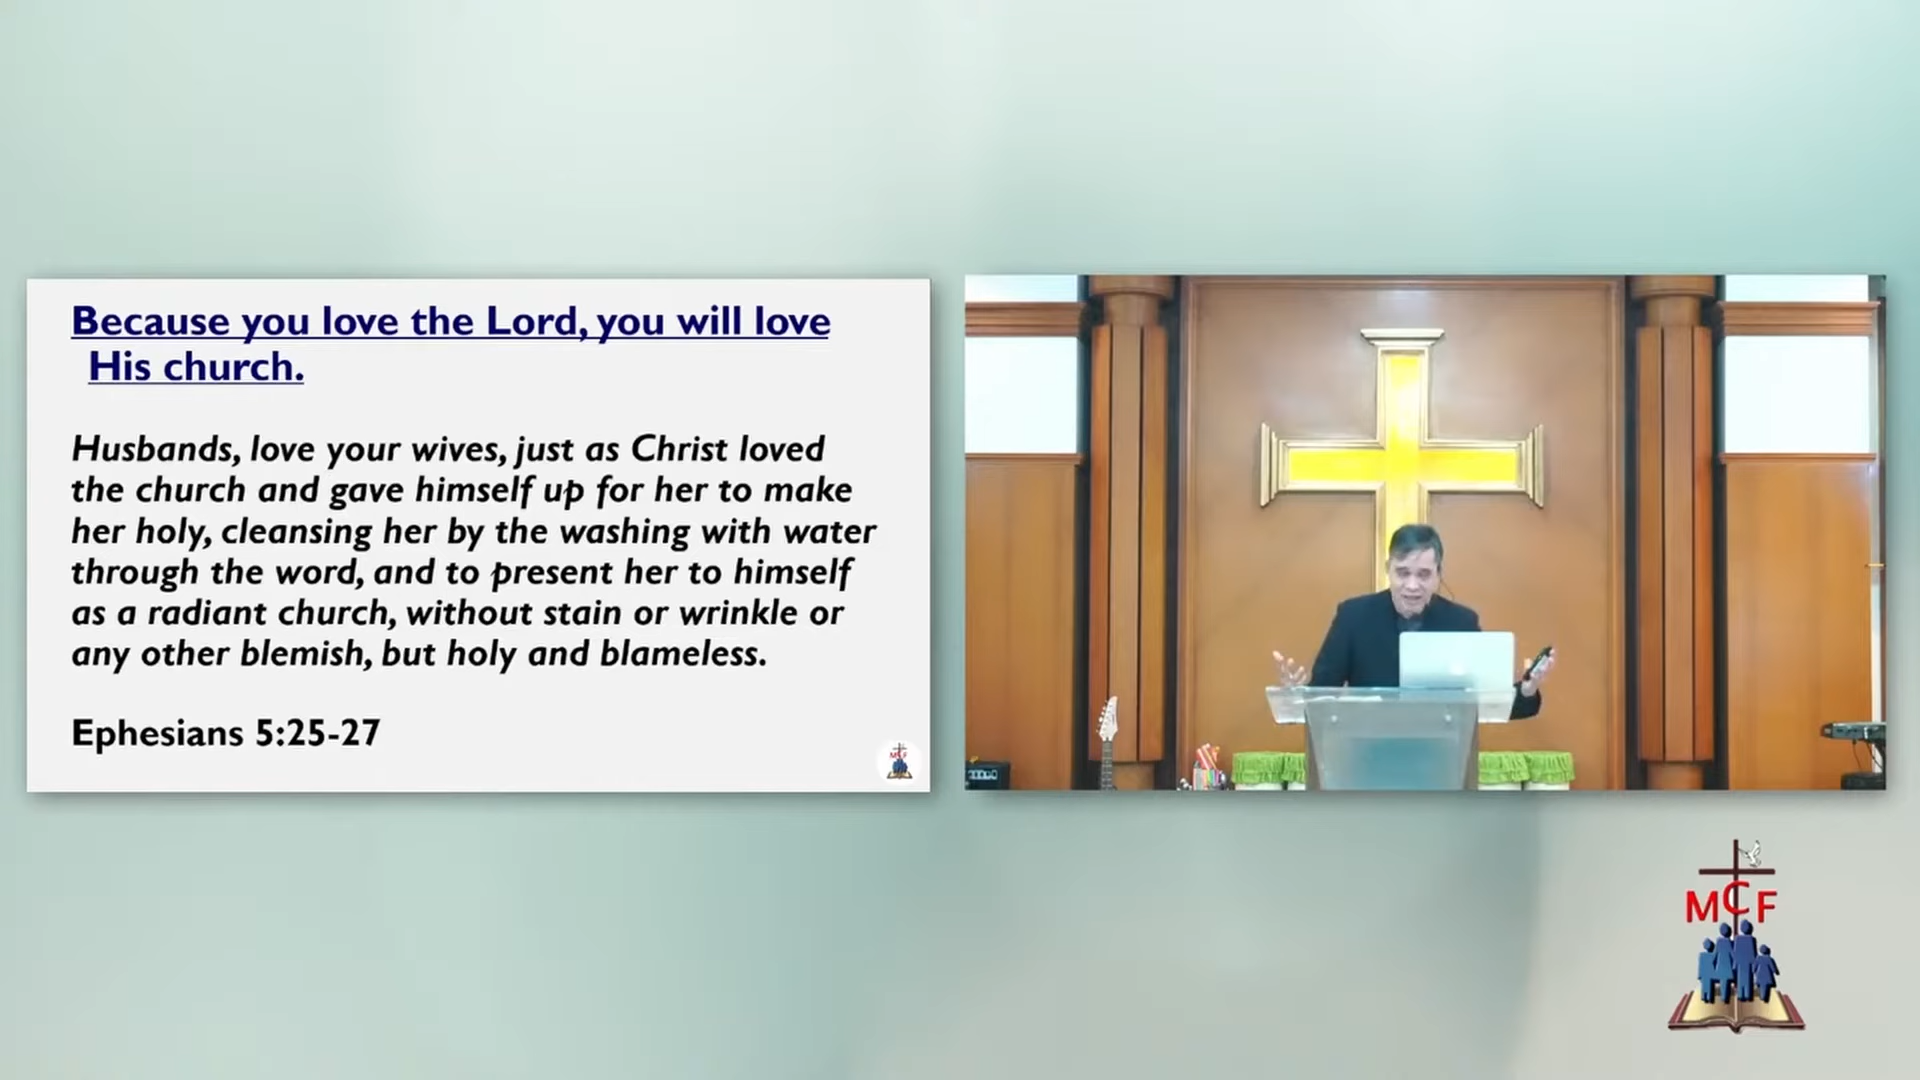 Because you love the Lord, you will love
His church.
Husbands, love your wives, just as Christ loved
the church and gave himself up for her to make
her holy, cleansing her by the washing with water
through the word, and to present her to himself
as a radiant church, without stain or wrinkle or
any other blemish, but holy and blameless.
Ephesians 5:25-27
MCF
MCF